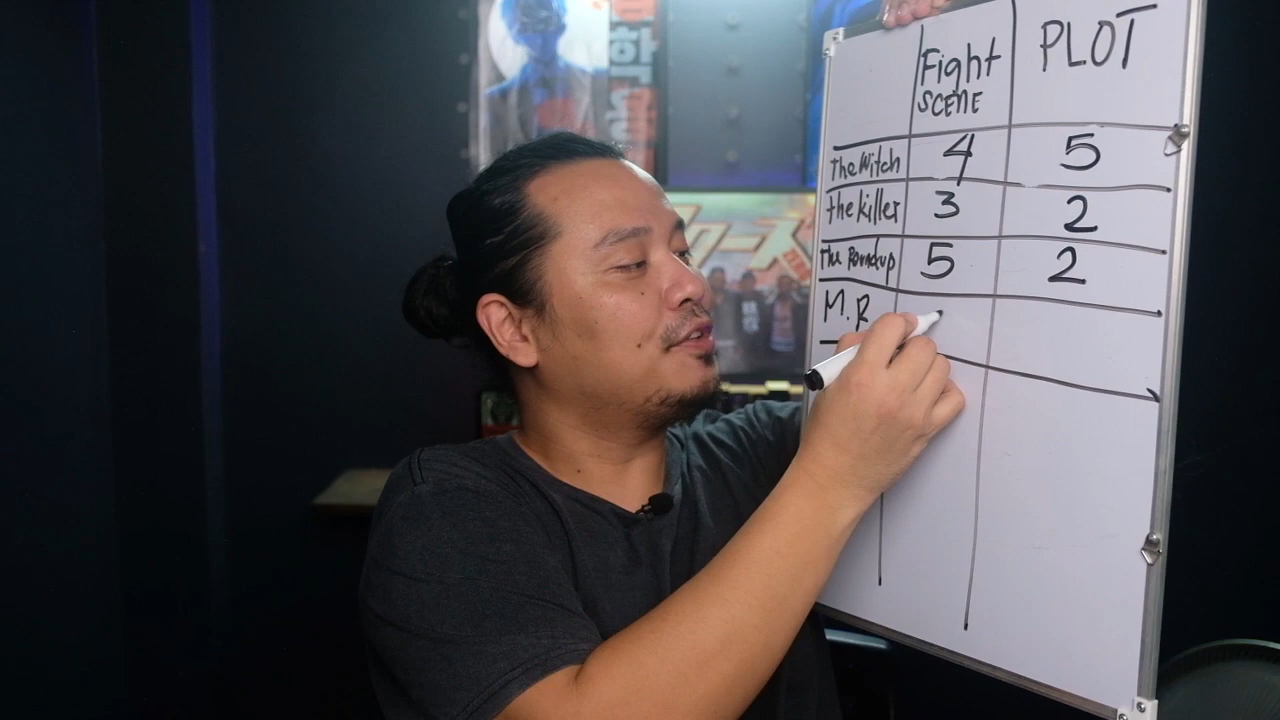 Fight PLOT
SCENE
The Witch 4 5
the killer 3 2
The Roundup 5 2
M.R